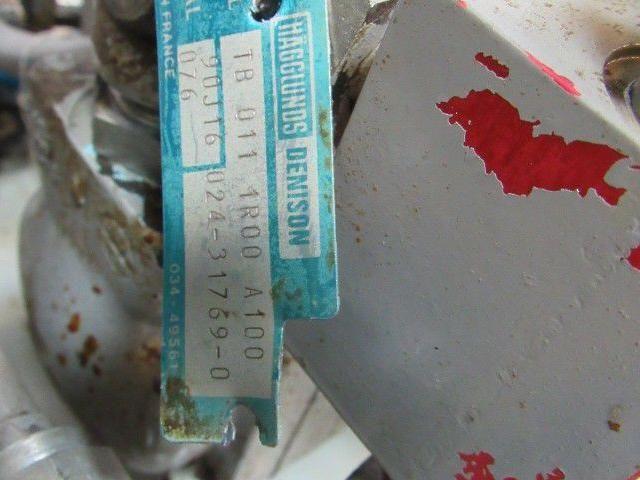 HAGGLUNDS DENISON
TB 011 1R00 A100
90J16 024-31769-0
076
FRANCE
034-49561